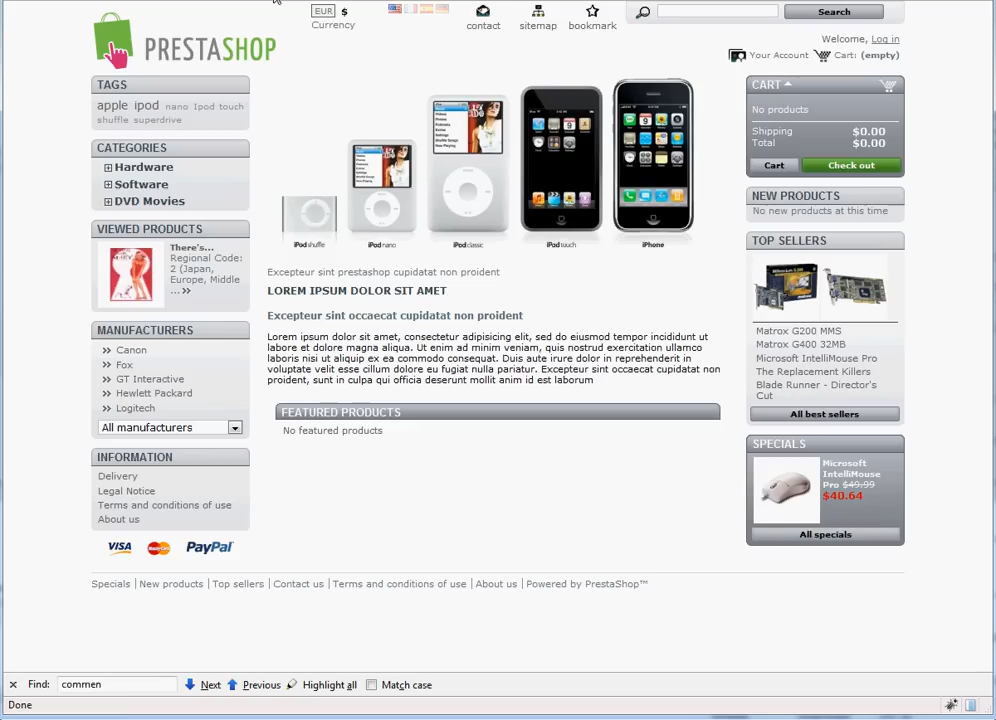 EUR $
Currency
contact
sitemap
bookmark
Search
PRESTASHOP
Welcome, Log in
Your Account
Cart: (empty)
TAGS
apple ipod nano Ipod touch
shuffle superdrive
CATEGORIES
Hardware
Software
DVD Movies
VIEWED PRODUCTS
There's...
Regional Code:
2 (Japan,
Europe, Middle
... »
MANUFACTURERS
Canon
Fox
GT Interactive
Hewlett Packard
Logitech
All manufacturers
INFORMATION
Delivery
Legal Notice
Terms and conditions of use
About us
VISA MasterCard PayPal
iPod shuffle
iPod nano
iPod classic
iPod touch
iPhone
Excepteur sint prestashop cupidatat non proident
LOREM IPSUM DOLOR SIT AMET
Excepteur sint occaecat cupidatat non proident
Lorem ipsum dolor sit amet, consectetur adipisicing elit, sed do eiusmod tempor incididunt ut
labore et dolore magna aliqua. Ut enim ad minim veniam, quis nostrud exercitation ullamco
laboris nisi ut aliquip ex ea commodo consequat. Duis aute irure dolor in reprehenderit in
voluptate velit esse cillum dolore eu fugiat nulla pariatur. Excepteur sint occaecat cupidatat non
proident, sunt in culpa qui officia deserunt mollit anim id est laborum
FEATURED PRODUCTS
No featured products
CART
No products
Shipping $0.00
Total $0.00
Cart
Check out
NEW PRODUCTS
No new products at this time
TOP SELLERS
Matrox G200 MMS
Matrox G400 32MB
Microsoft IntelliMouse Pro
The Replacement Killers
Blade Runner - Director's
Cut
All best sellers
SPECIALS
Microsoft
IntelliMouse
Pro $49.99
$40.64
All specials
Specials | New products | Top sellers | Contact us | Terms and conditions of use | About us | Powered by PrestaShop™
Find: commen
Next
Previous
Highlight all
Match case
Done